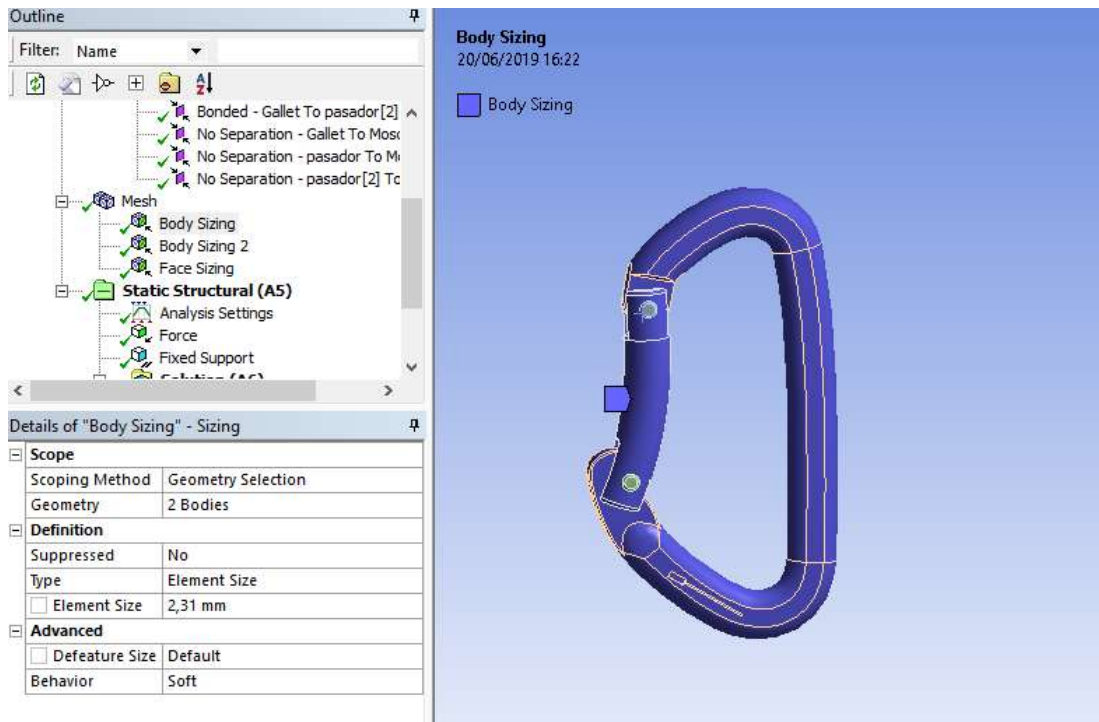 Outline
Filter: Name
Bonded - Gallet To pasador[2]
No Separation - Gallet To Mosc
No Separation - pasador To M
No Separation - pasador[2] To
Mesh
Body Sizing
Body Sizing 2
Face Sizing
Static Structural (A5)
Analysis Settings
Force
Fixed Support
Solution (A6)
Details of "Body Sizing" - Sizing
Scope
Scoping Method Geometry Selection
Geometry 2 Bodies
Definition
Suppressed No
Type Element Size
Element Size 2,31 mm
Advanced
Defeature Size Default
Behavior Soft
Body Sizing
20/06/2019 16:22
Body Sizing